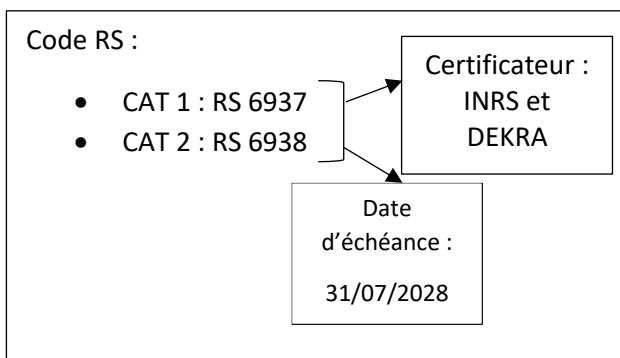 Code RS :
• CAT 1 : RS 6937
• CAT 2 : RS 6938
Certificateur :
INRS et
DEKRA
Date
d’échéance :
31/07/2028